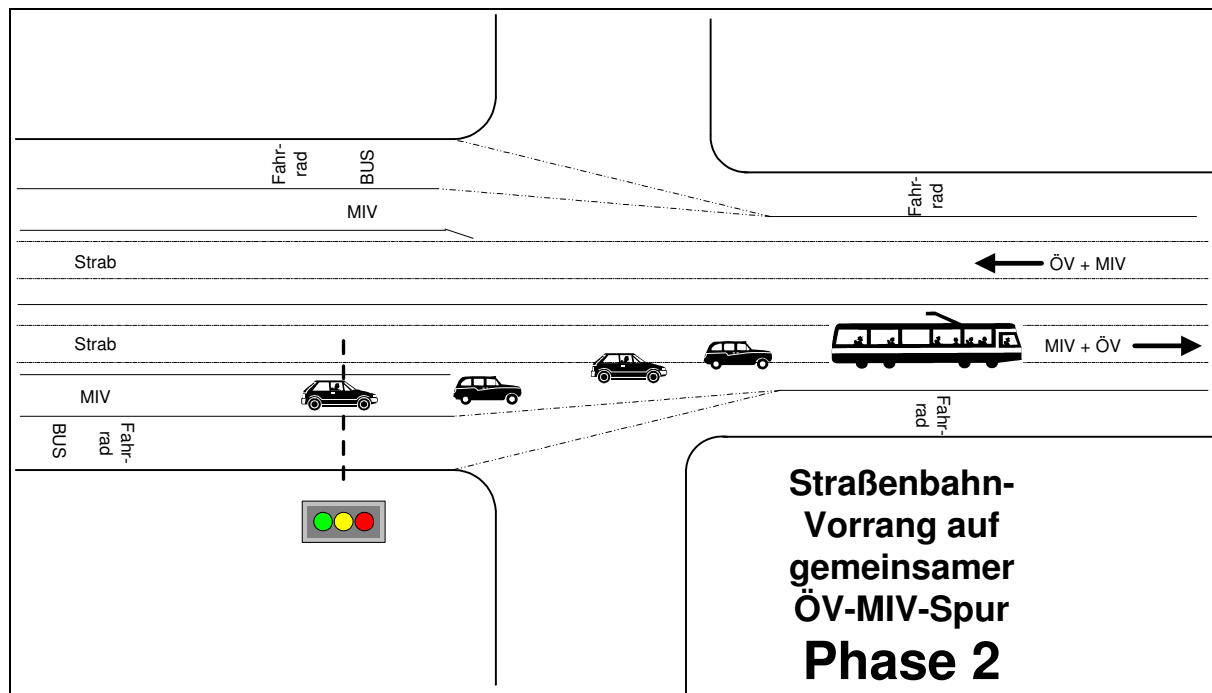 Fahr-
rad
BUS
MIV
Fahr-
rad
Strab
ÖV + MIV
Strab
MIV + ÖV
MIV
BUS
Fahr-
rad
Fahr-
rad
Straßenbahn-
Vorrang auf
gemeinsamer
ÖV-MIV-Spur
Phase 2